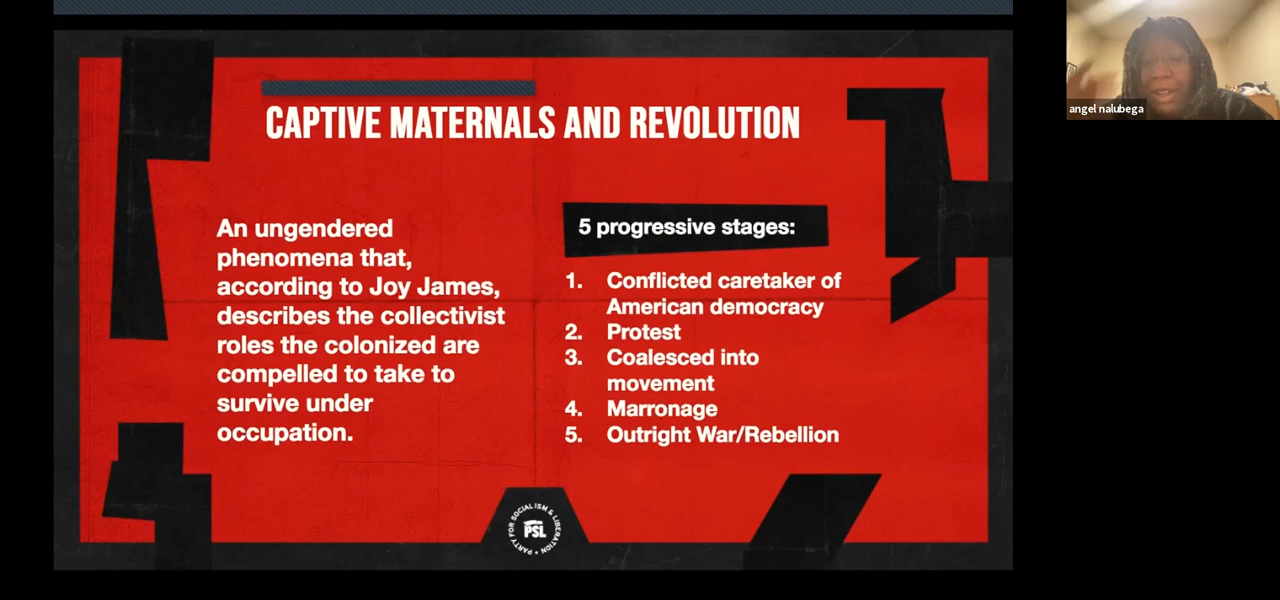 CAPTIVE MATERNALS AND REVOLUTION
An ungendered
phenomena that,
according to Joy James,
describes the collectivist
roles the colonized are
compelled to take to
survive under
occupation.
5 progressive stages:
1. Conflicted caretaker of
American democracy
2. Protest
3. Coalesced into
movement
4. Marronage
5. Outright War/Rebellion
PARTY FOR SOCIALISM & LIBERATION •
PSL
angel nalubega